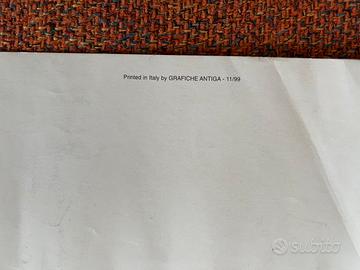 Printed in Italy by GRAFICHE ANTIGA - 11/99
subito